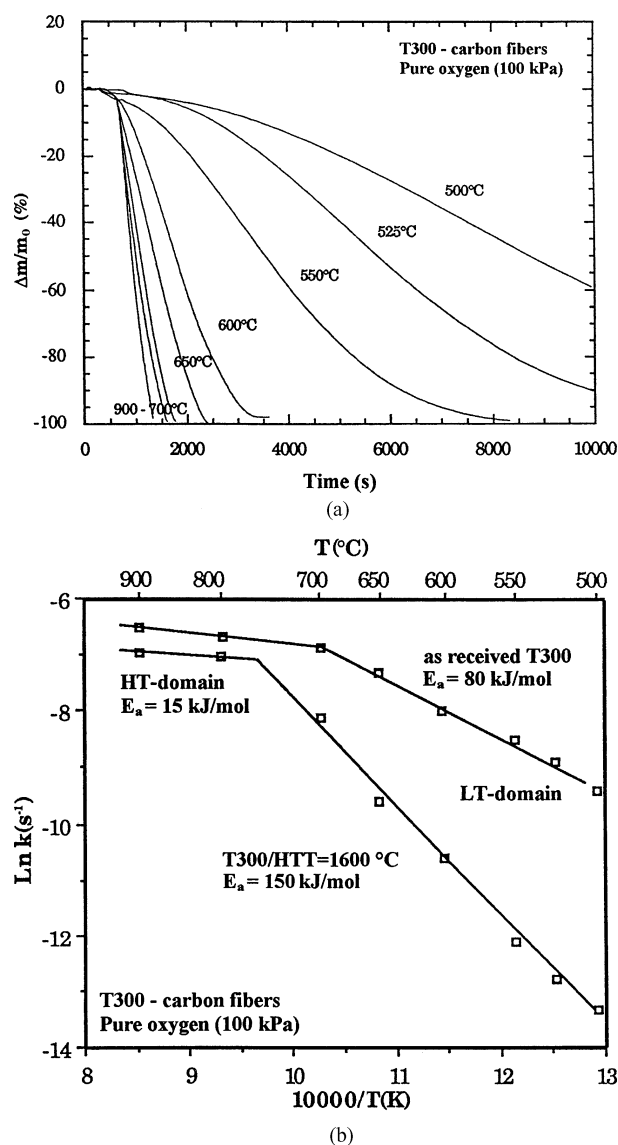 20
0
-20
-40
-60
-80
-100
Δm/m₀ (%)
T300 - carbon fibers
Pure oxygen (100 kPa)
500°C
525°C
550°C
600°C
650°C
900 - 700°C
0 2000 4000 6000 8000 10000
Time (s)
(a)
T(°C)
900 800 700 650 600 550 500
-6
-8
-10
-12
-14
Ln k(s⁻¹)
as received T300
Eₐ = 80 kJ/mol
HT-domain
Eₐ = 15 kJ/mol
LT-domain
T300/HTT=1600 °C
Eₐ = 150 kJ/mol
T300 - carbon fibers
Pure oxygen (100 kPa)
8 9 10 11 12 13
10000/T(K)
(b)